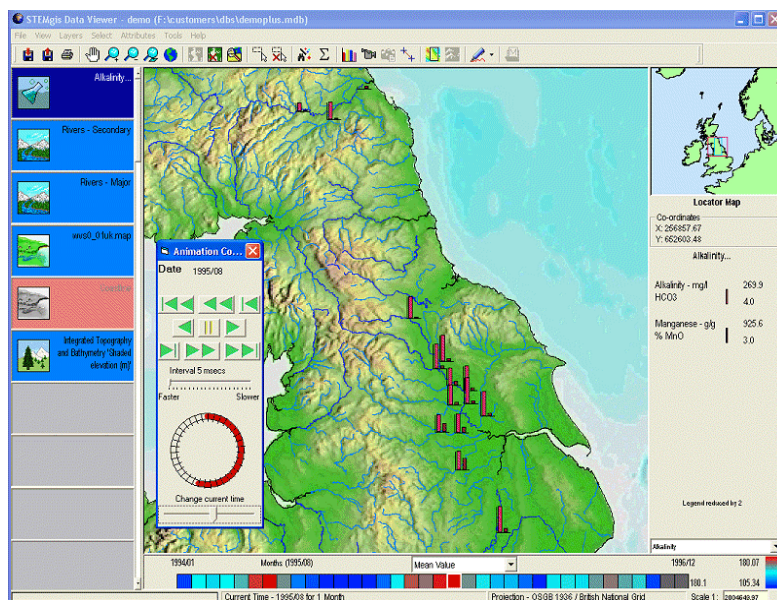 STEMgis Data Viewer - demo (F:\customers\dbs\demoplus.mdb)
File View Layers Select Attributes Tools Help
Alkalinity...
Rivers - Secondary
Rivers - Major
wvs0_01uk.map
Coastline
Integrated Topography
and Bathymetry 'Shaded
elevation (m)'
Animation Co...
Date 1995/08
Interval 5 msecs
Faster Slower
Change current time
Locator Map
Co-ordinates
X: 256857.67
Y: 652603.48
Alkalinity...
Alkalinity - mg/l 269.9
HCO3 4.0
Manganese - g/g 925.6
% MnO 3.0
Legend reduced by 2
Alkalinity
1994/01 Months (1995/08) Mean Value 1996/12 180.07
180.1 105.34
Current Time - 1995/08 for 1 Month Projection - OSGB 1936 / British National Grid Scale 1: 2804649.97